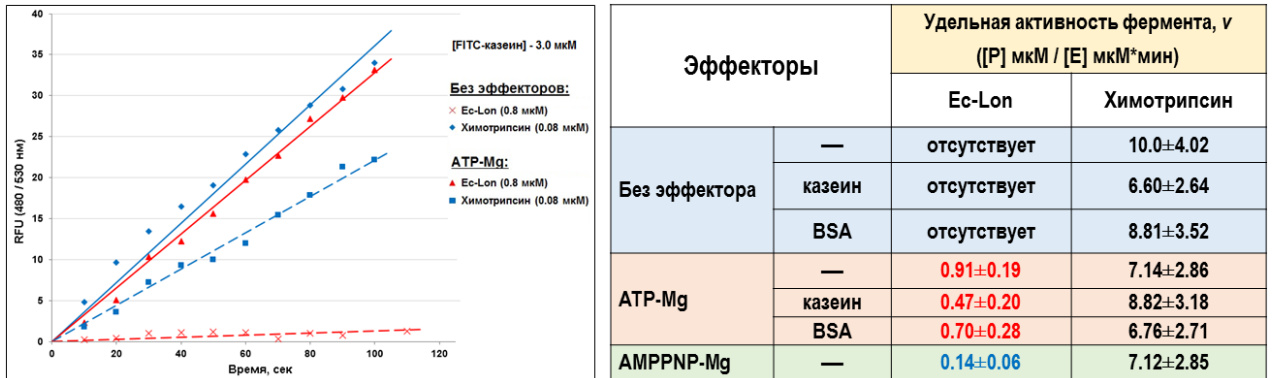 40
35
30
25
20
15
10
5
0
RFU (480 / 530 нм)
0 20 40 60 80 100 120
Время, сек
[FITC-казеин] - 3.0 мкМ
Без эффекторов:
Ec-Lon (0.8 мкМ)
Химотрипсин (0.08 мкМ)
ATP-Mg:
Ec-Lon (0.8 мкМ)
Химотрипсин (0.08 мкМ)
Эффекторы
Удельная активность фермента, v
([P] мкМ / [E] мкМ*мин)
Ec-Lon Химотрипсин
Без эффектора — отсутствует 10.0±4.02
казеин отсутствует 6.60±2.64
BSA отсутствует 8.81±3.52
ATP-Mg — 0.91±0.19 7.14±2.86
казеин 0.47±0.20 8.82±3.18
BSA 0.70±0.28 6.76±2.71
AMPPNP-Mg — 0.14±0.06 7.12±2.85